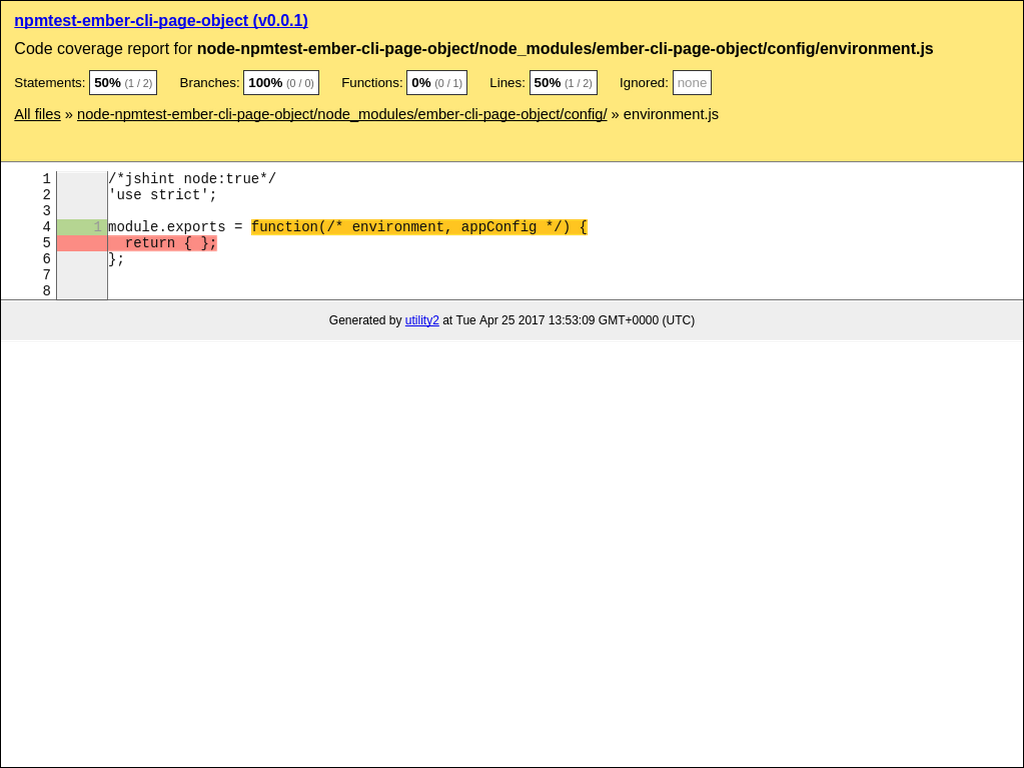 npmtest-ember-cli-page-object (v0.0.1)
Code coverage report for node-npmtest-ember-cli-page-object/node_modules/ember-cli-page-object/config/environment.js
Statements: 50% (1 / 2) Branches: 100% (0 / 0) Functions: 0% (0 / 1) Lines: 50% (1 / 2) Ignored: none
All files » node-npmtest-ember-cli-page-object/node_modules/ember-cli-page-object/config/ » environment.js
1 /*jshint node:true*/
2 'use strict';
3
4 1 module.exports = function(/* environment, appConfig */) {
5 return { };
6 };
7
8
Generated by utility2 at Tue Apr 25 2017 13:53:09 GMT+0000 (UTC)